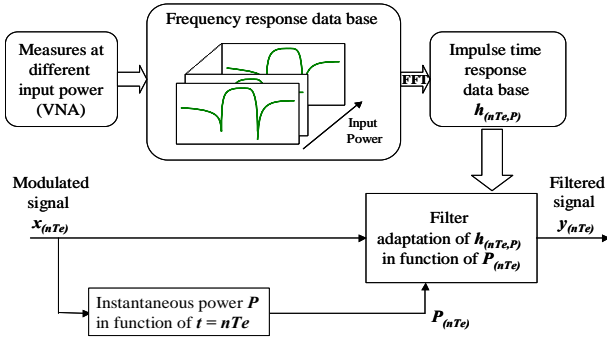 Frequency response data base
Measures at
different
input power
(VNA)
Input
Power
FFT
Impulse time
response
data base
h(nTe,P)
Modulated
signal
x(nTe)
Filter
adaptation of h(nTe,P)
in function of P(nTe)
Filtered
signal
y(nTe)
Instantaneous power P
in function of t = nTe
P(nTe)